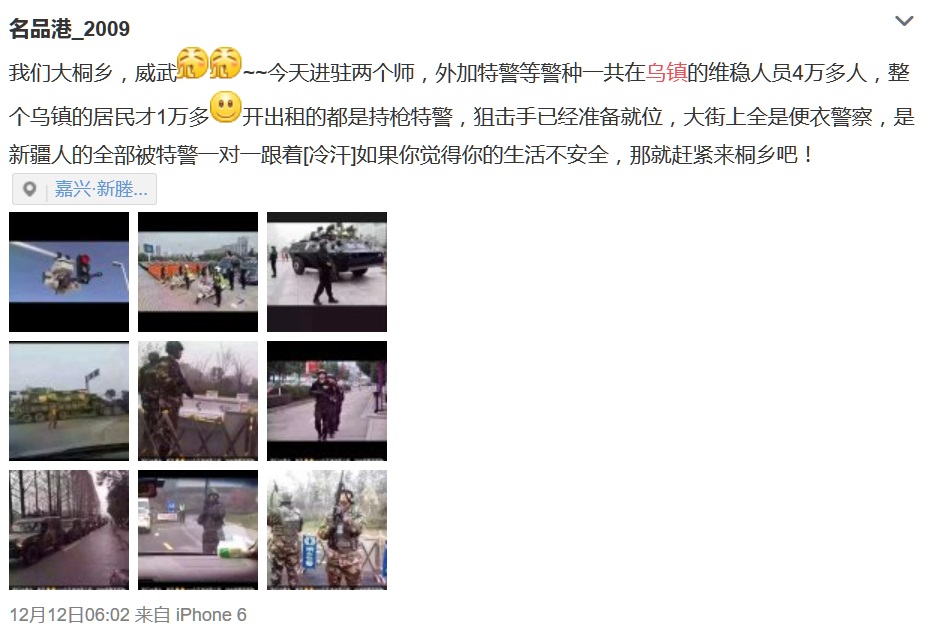 名品港_2009
我们大桐乡，威武~~今天进驻两个师，外加特警等警种一共在乌镇的维稳人员4万多人，整
个乌镇的居民才1万多开出租的都是持枪特警，狙击手已经准备就位，大街上全是便衣警察，是
新疆人的全部被特警一对一跟着[冷汗]如果你觉得你的生活不安全，那就赶紧来桐乡吧！
嘉兴·新塍...
12月12日06:02 来自 iPhone 6